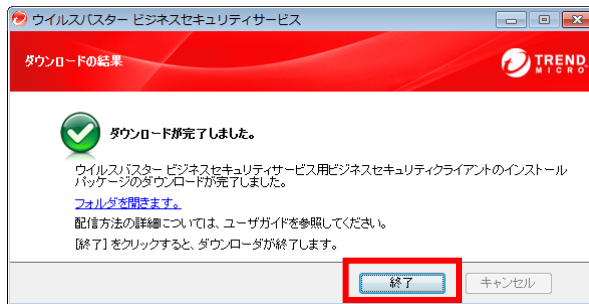 ウイルスバスター ビジネスセキュリティサービス
ダウンロードの結果
TREND
MICRO
ダウンロードが完了しました。
ウイルスバスター ビジネスセキュリティサービス用ビジネスセキュリティクライアントのインストール
パッケージのダウンロードが完了しました。
フォルダを開きます。
配信方法の詳細については、ユーザガイドを参照してください。
[終了] をクリックすると、ダウンローダが終了します。
終了
キャンセル